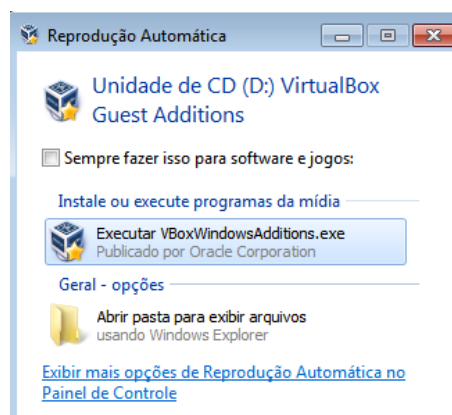 Reprodução Automática
Unidade de CD (D:) VirtualBox
Guest Additions
Sempre fazer isso para software e jogos:
Instale ou execute programas da mídia
Executar VBoxWindowsAdditions.exe
Publicado por Oracle Corporation
Geral - opções
Abrir pasta para exibir arquivos
usando Windows Explorer
Exibir mais opções de Reprodução Automática no
Painel de Controle